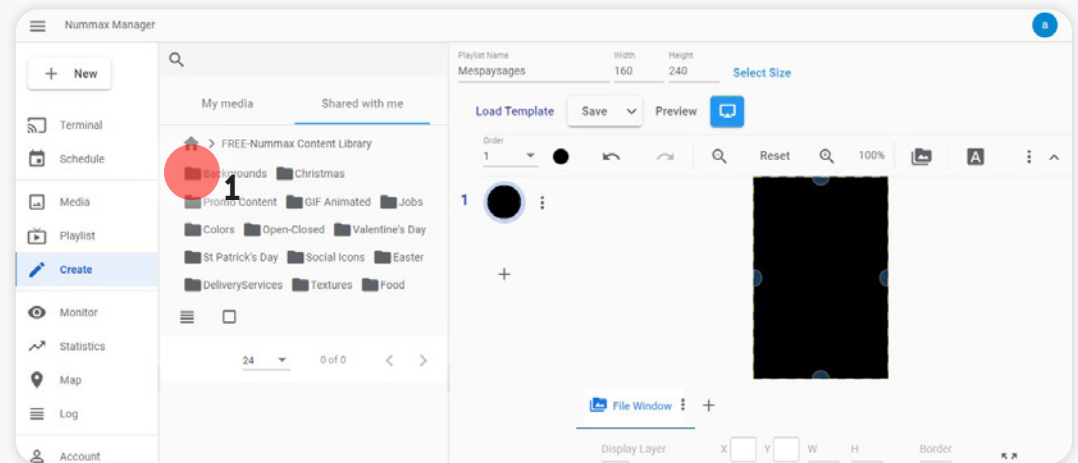 Nummax Manager
a
+ New
Terminal
Schedule
Media
Playlist
Create
Monitor
Statistics
Map
Log
Account
My media
Shared with me
> FREE-Nummax Content Library
Backgrounds Christmas
1
Promo Content GIF Animated Jobs
Colors Open-Closed Valentine's Day
St Patrick's Day Social Icons Easter
DeliveryServices Textures Food
24 0 of 0 < >
Playlist Name Width Height
Mespaysages 160 240 Select Size
Load Template Save Preview
Order
1 Reset 100% A
1
+
File Window +
Display Layer X Y W H Border